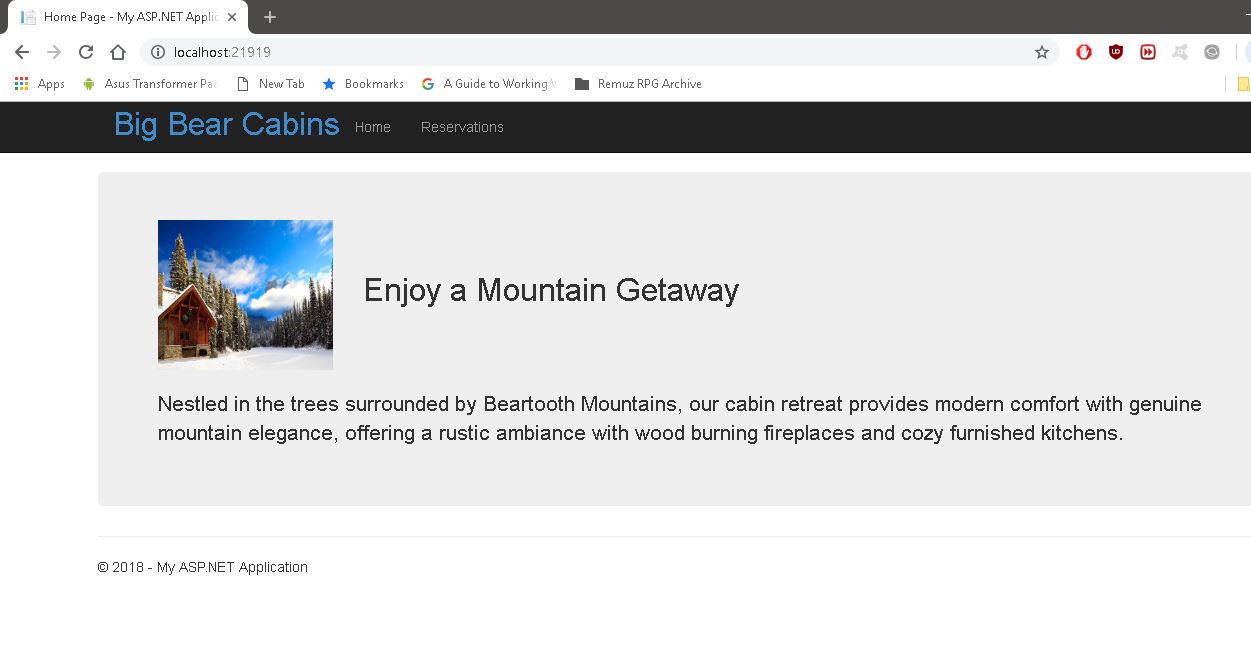 Home Page - My ASP.NET Applic
localhost:21919
Apps
Asus Transformer Pac
New Tab
Bookmarks
A Guide to Working
Remuz RPG Archive
Big Bear Cabins
Home
Reservations
Enjoy a Mountain Getaway
Nestled in the trees surrounded by Beartooth Mountains, our cabin retreat provides modern comfort with genuine
mountain elegance, offering a rustic ambiance with wood burning fireplaces and cozy furnished kitchens.
© 2018 - My ASP.NET Application